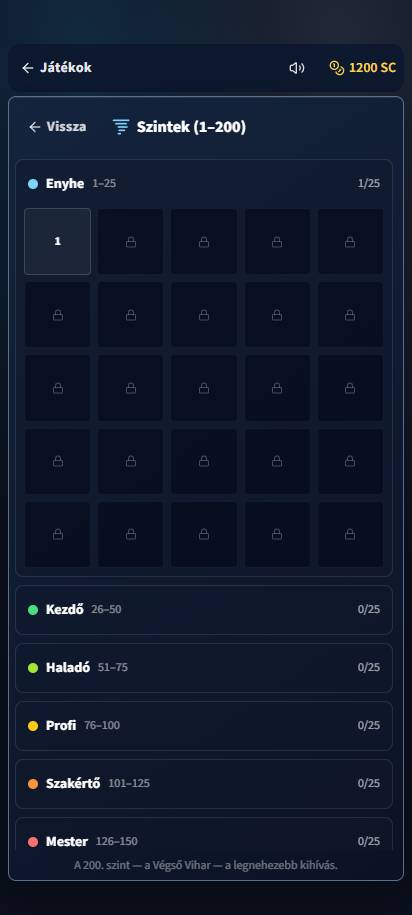 Játékok 1200 SC
Vissza Szintek (1–200)
Enyhe 1–25 1/25
1
Kezdő 26–50 0/25
Haladó 51–75 0/25
Profi 76–100 0/25
Szakértő 101–125 0/25
Mester 126–150 0/25
A 200. szint — a Végső Vihar — a legnehezebb kihívás.